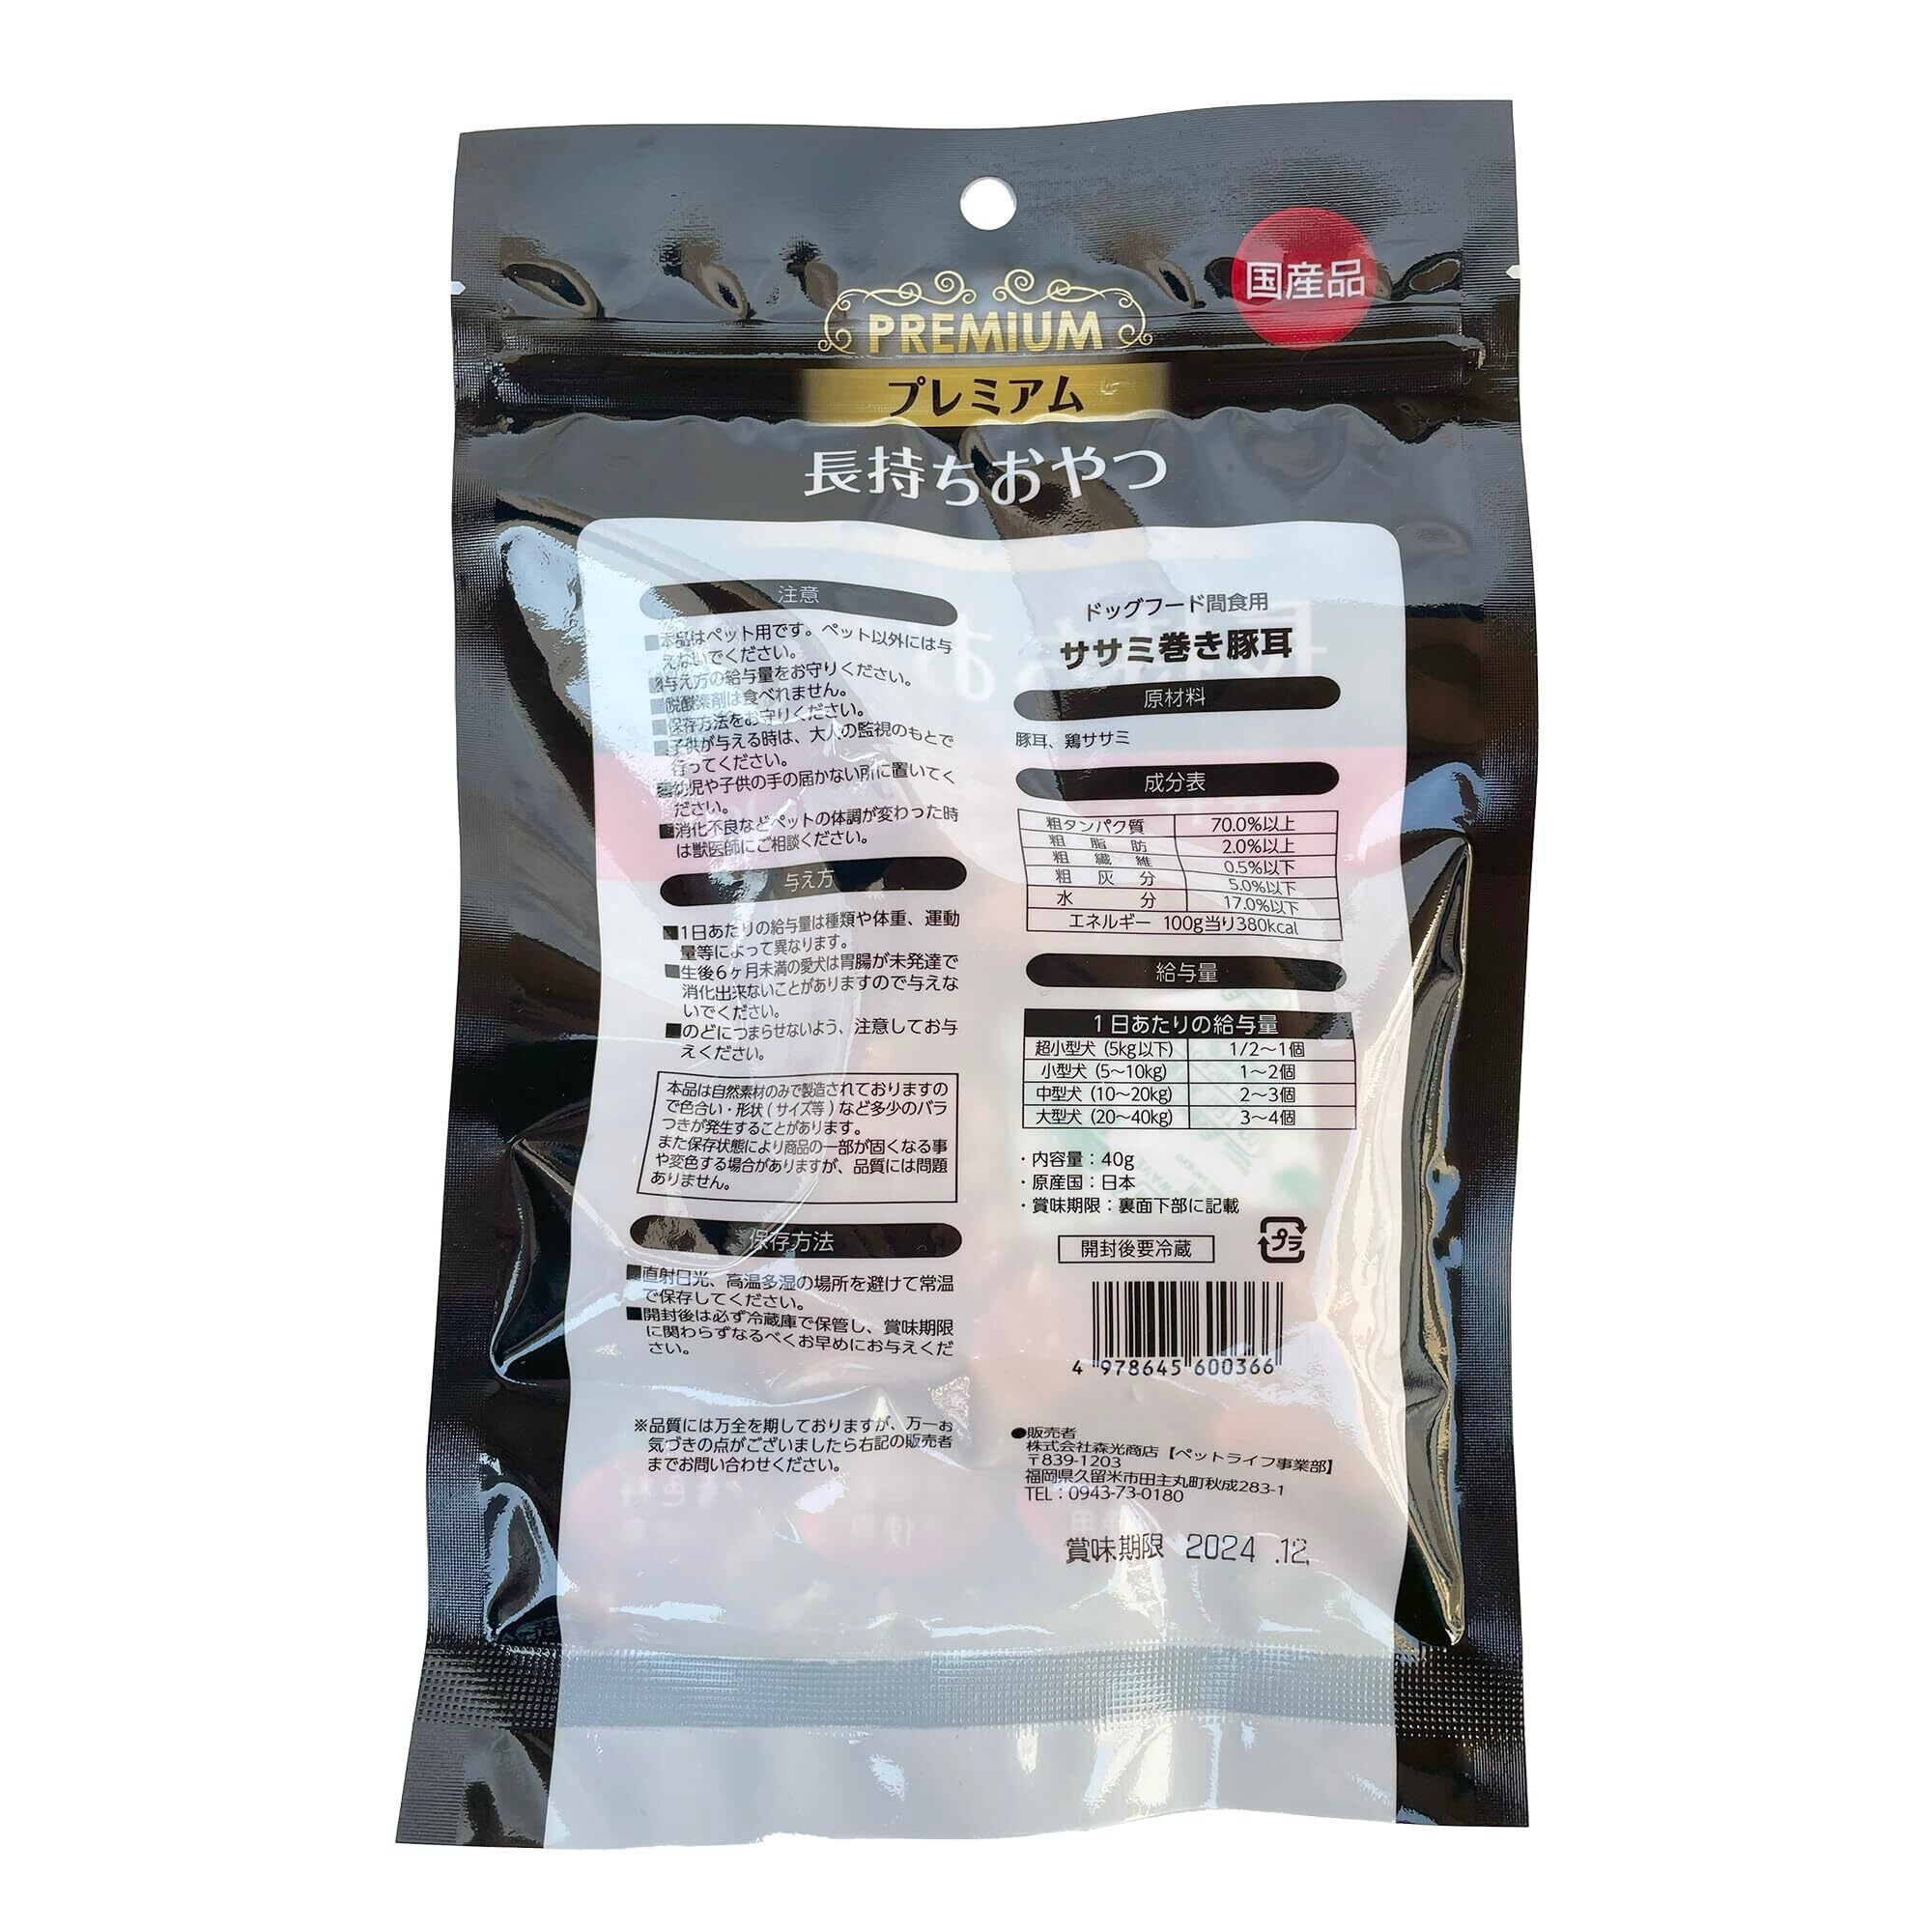 国産品
PREMIUM
プレミアム
長持ちおやつ
注意
■本品はペット用です。ペット以外には与
えないでください。
■与え方の給与量をお守りください。
■脱酸素剤は食べれません。
■保存方法をお守りください。
■子供が与える時は、大人の監視のもとで
行ってください。
■幼児や子供の手の届かない所に置いてく
ださい。
■消化不良などペットの体調が変わった時
は獣医師にご相談ください。
与え方
■1日あたりの給与量は種類や体重、運動
量等によって異なります。
■生後6ヶ月未満の愛犬は胃腸が未発達で
消化出来ないことがありますので与えな
いでください。
■のどにつまらせないよう、注意してお与
えください。
本品は自然素材のみで製造されておりますの
で色合い・形状(サイズ等)など多少のバラ
つきが発生することがあります。
また保存状態により商品の一部が固くなる事
や変色する場合がありますが、品質には問題
ありません。
保存方法
■直射日光、高温多湿の場所を避けて常温
で保存してください。
■開封後は必ず冷蔵庫で保管し、賞味期限
に関わらずなるべくお早めにお与えくだ
さい。
※品質には万全を期しておりますが、万一お
気づきの点がございましたら右記の販売者
までお問い合わせください。
ドッグフード間食用
ササミ巻き豚耳
原材料
豚耳、鶏ササミ
成分表
粗タンパク質 70.0%以上
粗脂肪 2.0%以上
粗繊維 0.5%以下
粗灰分 5.0%以下
水分 17.0%以下
エネルギー 100g当り380kcal
給与量
1日あたりの給与量
超小型犬(5kg以下) 1/2～1個
小型犬(5～10kg) 1～2個
中型犬(10～20kg) 2～3個
大型犬(20～40kg) 3～4個
・内容量:40g
・原産国:日本
・賞味期限:裏面下部に記載
開封後要冷蔵
プラ
4 978645 600366
●販売者
株式会社森光商店【ペットライフ事業部】
〒839-1203
福岡県久留米市田主丸町秋成283-1
TEL:0943-73-0180
賞味期限 2024 .12.